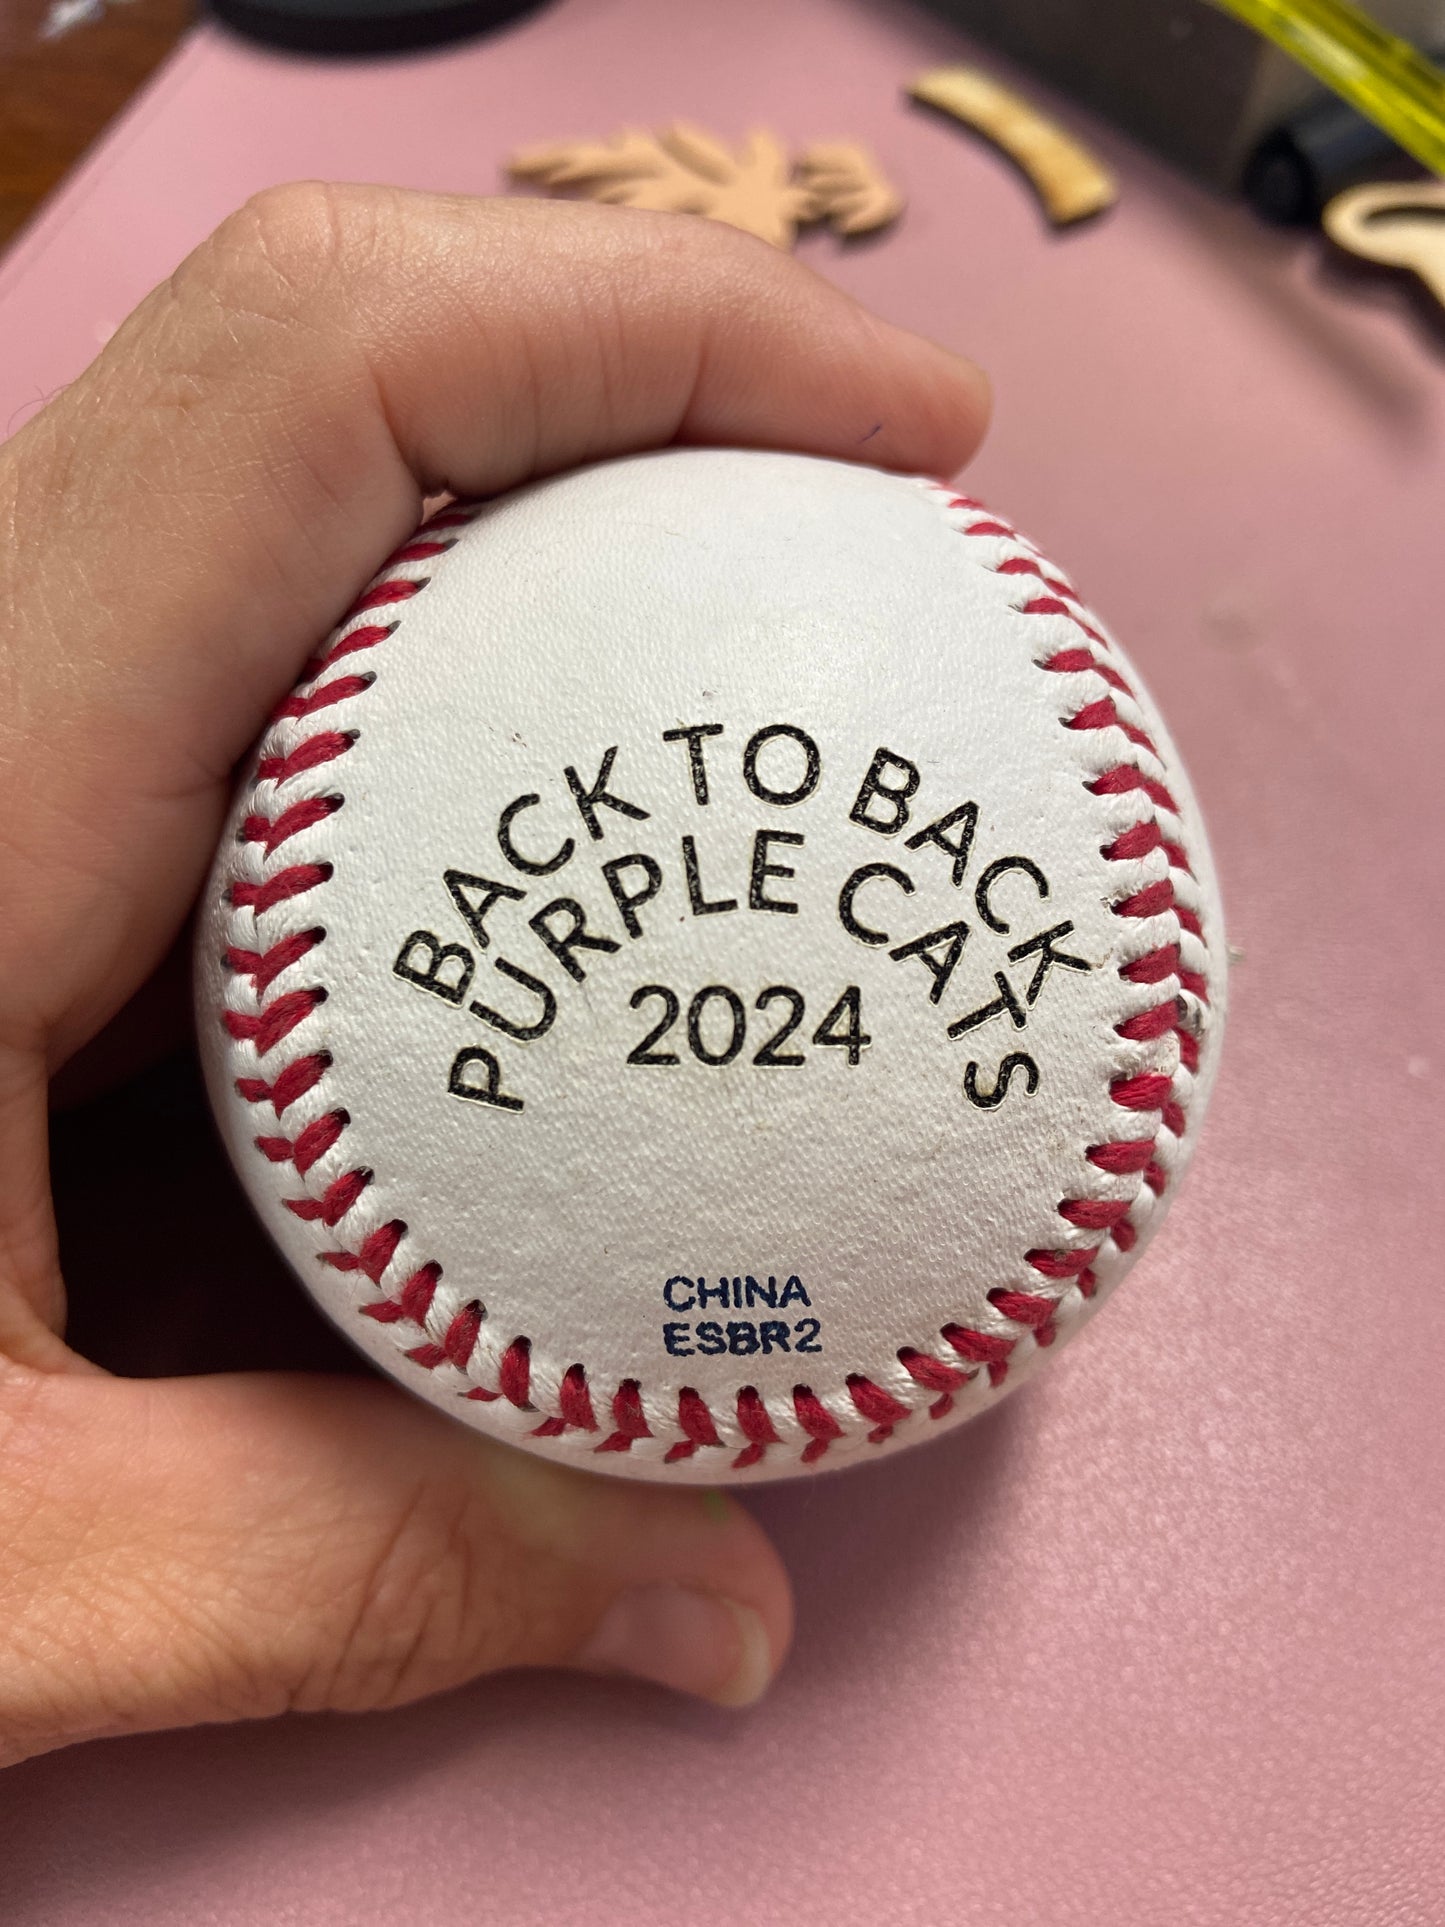 BACK TO BACK
PURPLE CATS
2024
CHINA
ESBR2